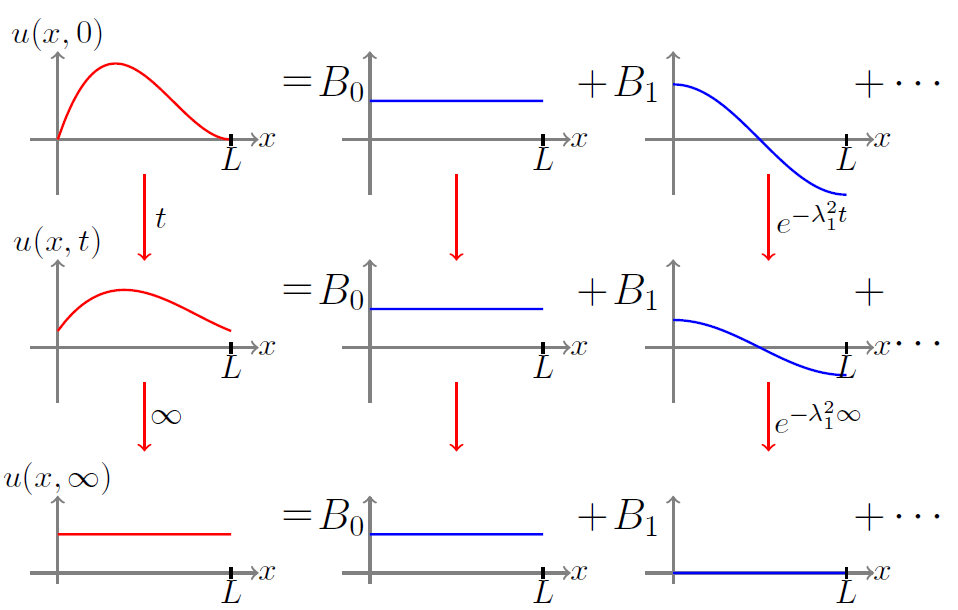 u(x, 0) = B₀ + B₁ + ⋯
x x x
L L L
t e^{-λ₁²t}
u(x, t) = B₀ + B₁ +
x x x ⋯
L L L
∞ e^{-λ₁²∞}
u(x, ∞) = B₀ + B₁ + ⋯
x x x
L L L